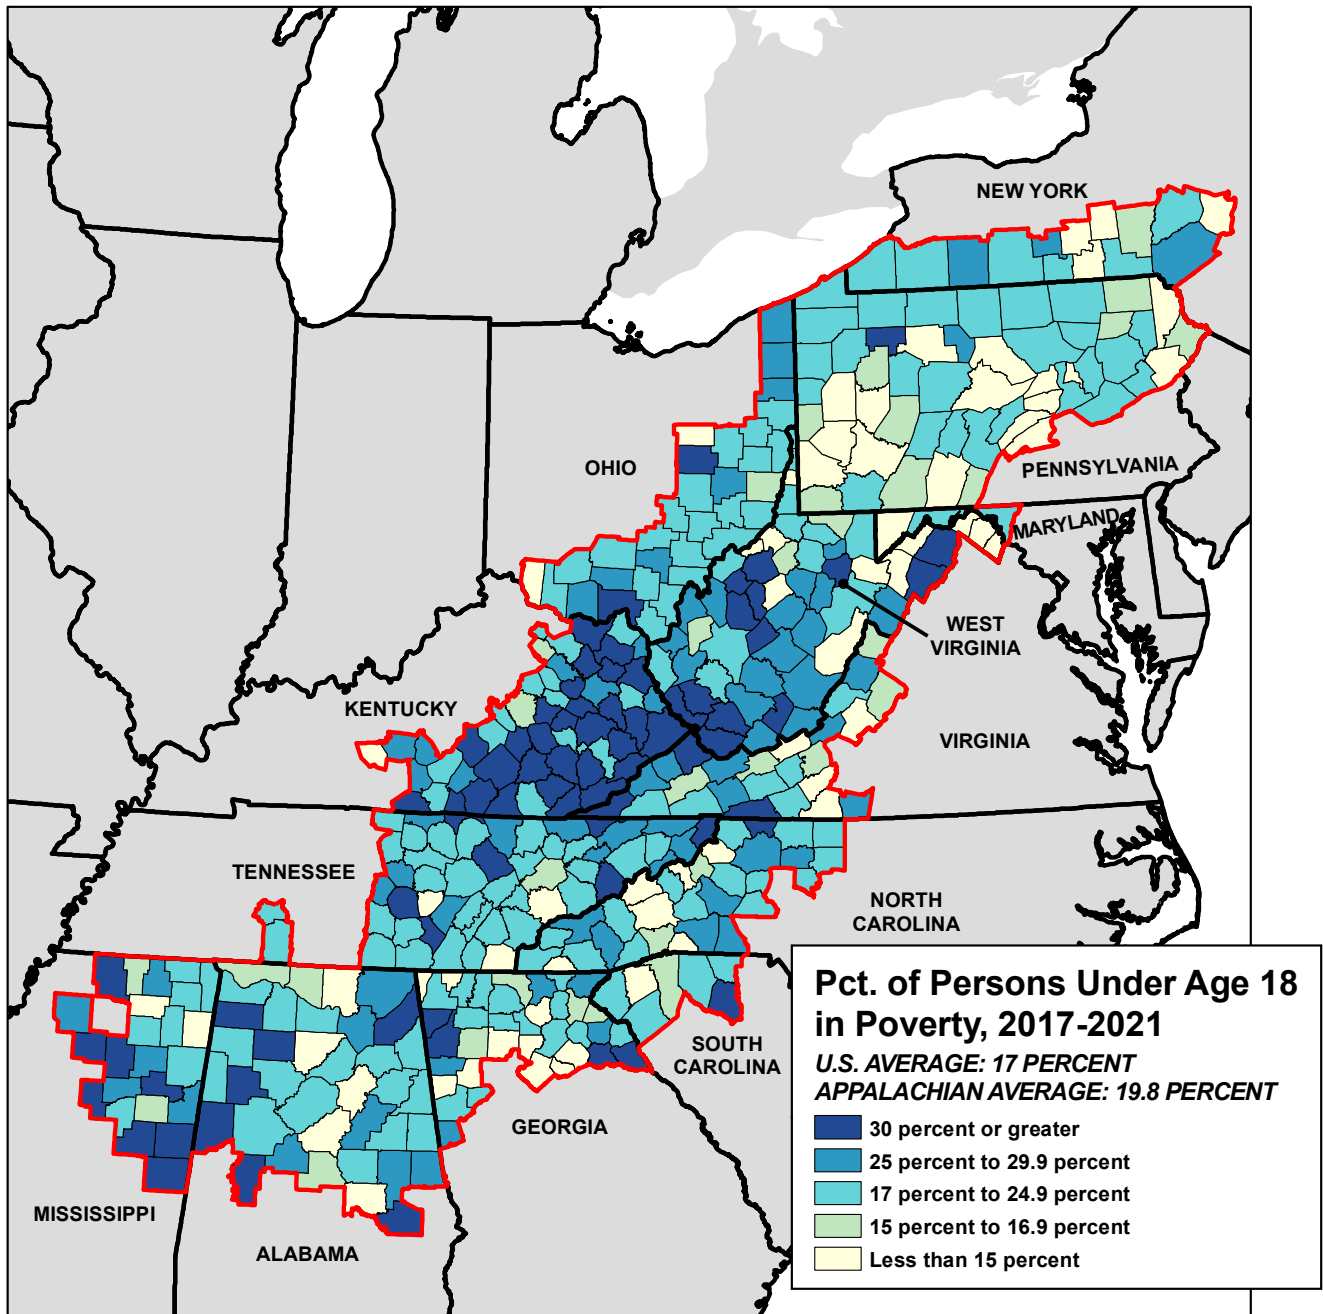 NEW YORK
OHIO
PENNSYLVANIA
MARYLAND
WEST
VIRGINIA
KENTUCKY
VIRGINIA
TENNESSEE
NORTH
CAROLINA
SOUTH
CAROLINA
GEORGIA
MISSISSIPPI
ALABAMA
Pct. of Persons Under Age 18
in Poverty, 2017-2021
U.S. AVERAGE: 17 PERCENT
APPALACHIAN AVERAGE: 19.8 PERCENT
30 percent or greater
25 percent to 29.9 percent
17 percent to 24.9 percent
15 percent to 16.9 percent
Less than 15 percent